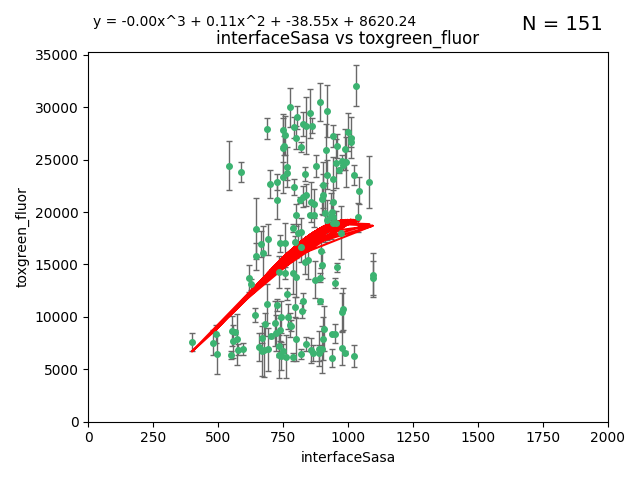 y = -0.00x^3 + 0.11x^2 + -38.55x + 8620.24
N = 151
interfaceSasa vs toxgreen_fluor
35000
30000
25000
20000
15000
10000
5000
0
toxgreen_fluor
0 250 500 750 1000 1250 1500 1750 2000
interfaceSasa